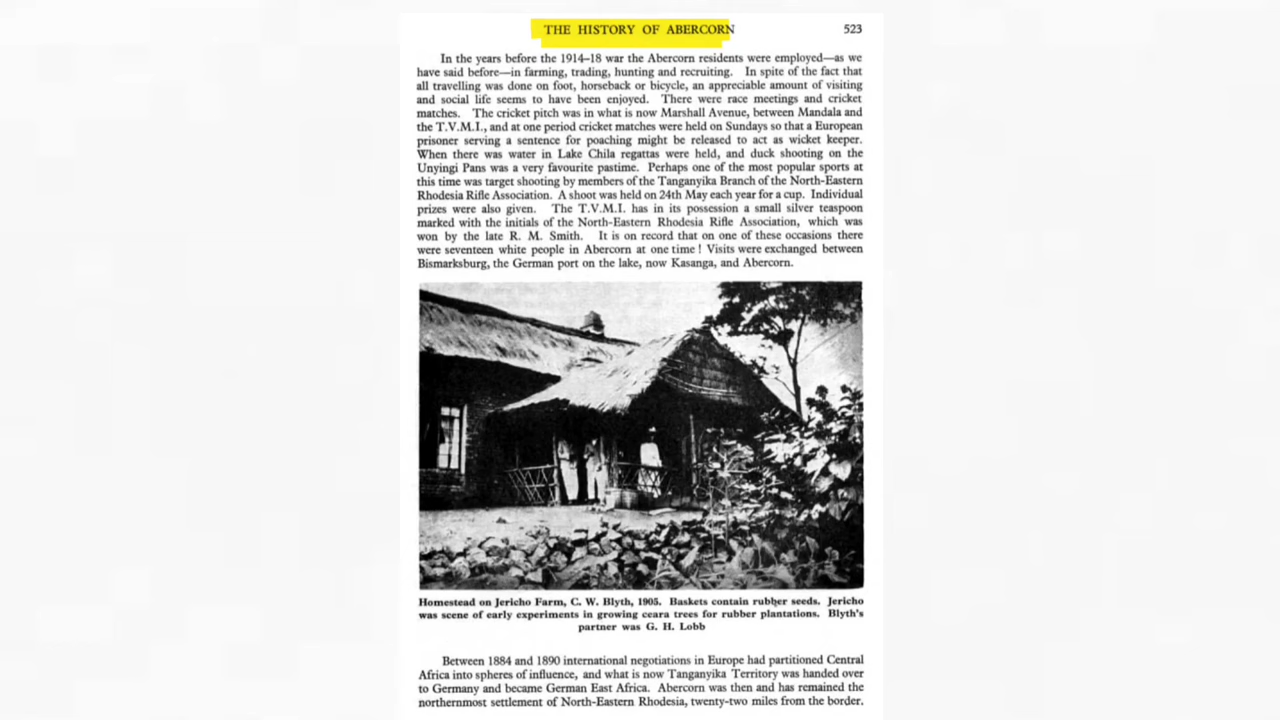 THE HISTORY OF ABERCORN 523
In the years before the 1914–18 war the Abercorn residents were employed—as we
have said before—in farming, trading, hunting and recruiting. In spite of the fact that
all travelling was done on foot, horseback or bicycle, an appreciable amount of visiting
and social life seems to have been enjoyed. There were race meetings and cricket
matches. The cricket pitch was in what is now Marshall Avenue, between Mandala and
the T.V.M.I., and at one period cricket matches were held on Sundays so that a European
prisoner serving a sentence for poaching might be released to act as wicket keeper.
When there was water in Lake Chila regattas were held, and duck shooting on the
Unyingi Pans was a very favourite pastime. Perhaps one of the most popular sports at
this time was target shooting by members of the Tanganyika Branch of the North-Eastern
Rhodesia Rifle Association. A shoot was held on 24th May each year for a cup. Individual
prizes were also given. The T.V.M.I. has in its possession a small silver teaspoon
marked with the initials of the North-Eastern Rhodesia Rifle Association, which was
won by the late R. M. Smith. It is on record that on one of these occasions there
were seventeen white people in Abercorn at one time ! Visits were exchanged between
Bismarksburg, the German port on the lake, now Kasanga, and Abercorn.
Homestead on Jericho Farm, C. W. Blyth, 1905. Baskets contain rubber seeds. Jericho
was scene of early experiments in growing ceara trees for rubber plantations. Blyth's
partner was G. H. Lobb
Between 1884 and 1890 international negotiations in Europe had partitioned Central
Africa into spheres of influence, and what is now Tanganyika Territory was handed over
to Germany and became German East Africa. Abercorn was then and has remained the
northernmost settlement of North-Eastern Rhodesia, twenty-two miles from the border.